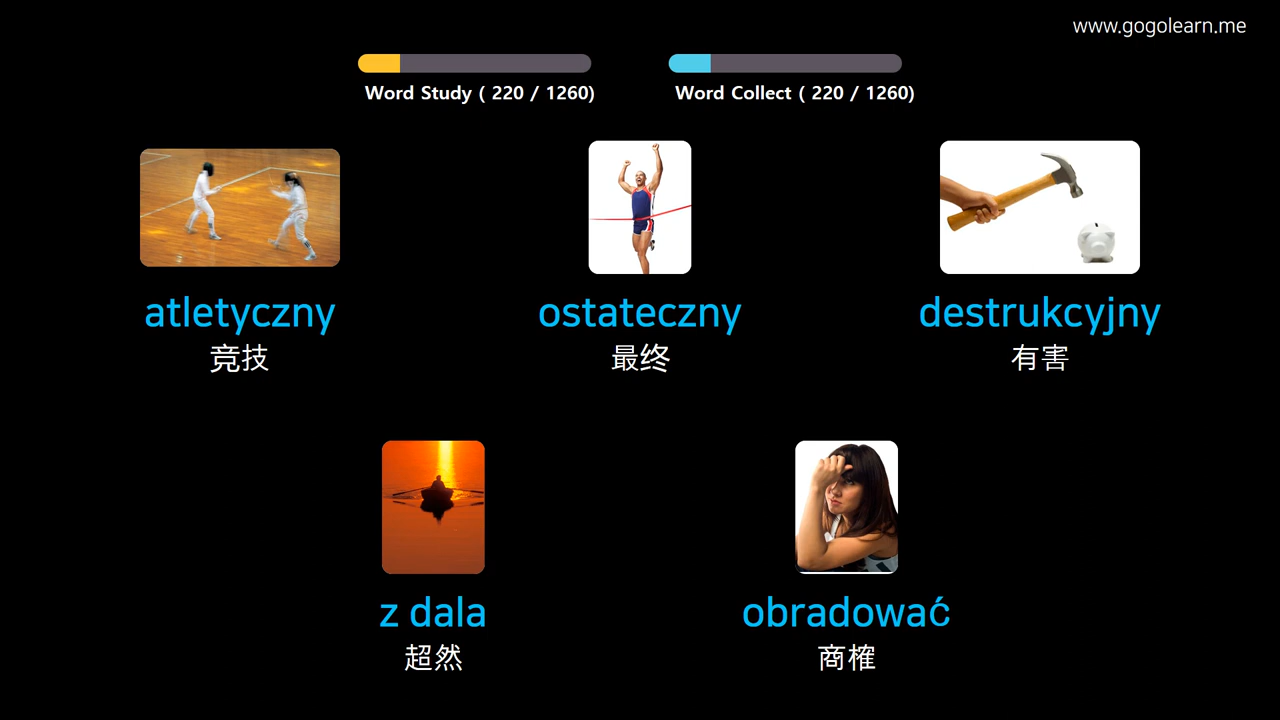 www.gogolearn.me
Word Study ( 220 / 1260)
Word Collect ( 220 / 1260)
atletyczny
竞技
ostateczny
最终
destrukcyjny
有害
z dala
超然
obradować
商榷